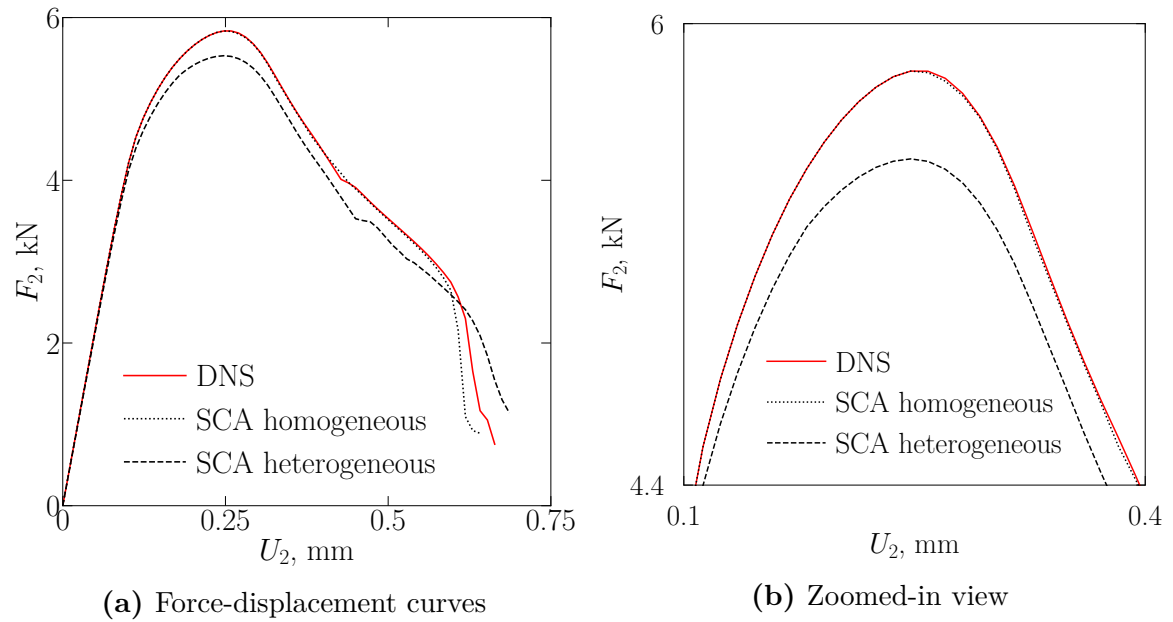 6
4
2
0
0
0.25
0.5
0.75
F₂, kN
U₂, mm
DNS
SCA homogeneous
SCA heterogeneous
(a) Force-displacement curves
6
4.4
0.1
0.4
F₂, kN
U₂, mm
DNS
SCA homogeneous
SCA heterogeneous
(b) Zoomed-in view